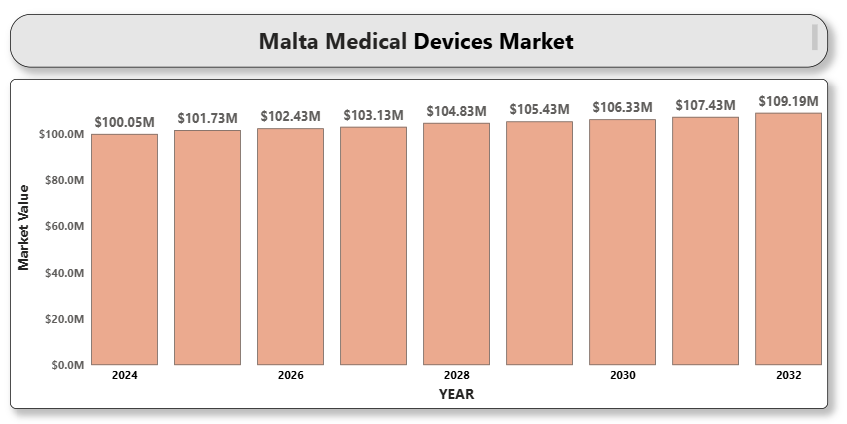 Malta Medical Devices Market
$100.05M $101.73M $102.43M $103.13M $104.83M $105.43M $106.33M $107.43M $109.19M
$100.0M
$80.0M
$60.0M
$40.0M
$20.0M
$0.0M
Market Value
2024 2026 2028 2030 2032
YEAR